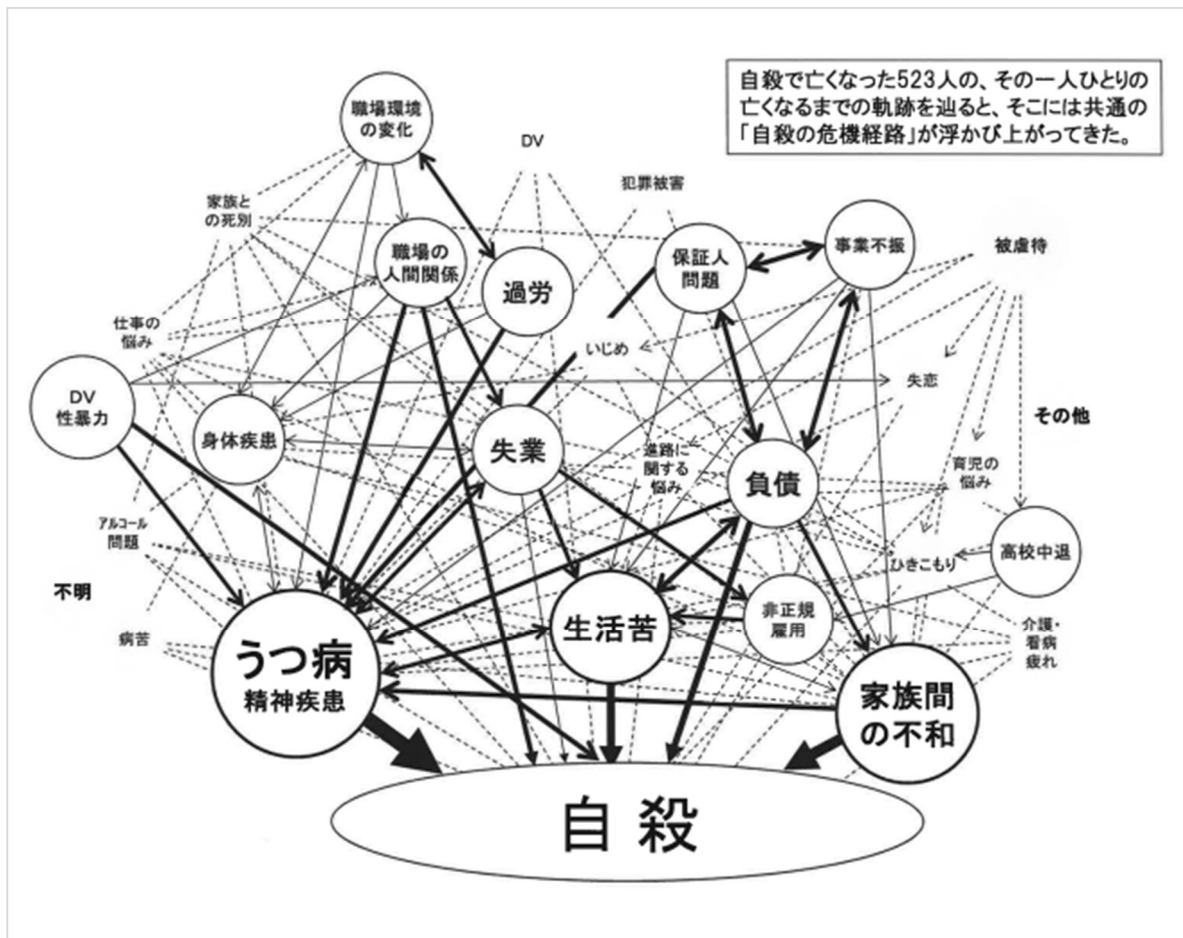 自殺で亡くなった523人の、その一人ひとりの
亡くなるまでの軌跡を辿ると、そこには共通の
「自殺の危機経路」が浮かび上がってきた。
職場環境
の変化
DV
犯罪被害
家族と
の死別
職場の
人間関係
過労
保証人
問題
事業不振
被虐待
仕事の
悩み
いじめ
DV
性暴力
失恋
その他
身体疾患
失業
進路に
関する
悩み
負債
育児の
悩み
アルコール
問題
高校中退
ひきこもり
不明
病苦
生活苦
非正規
雇用
介護・
看病
疲れ
うつ病
精神疾患
家族間
の不和
自殺